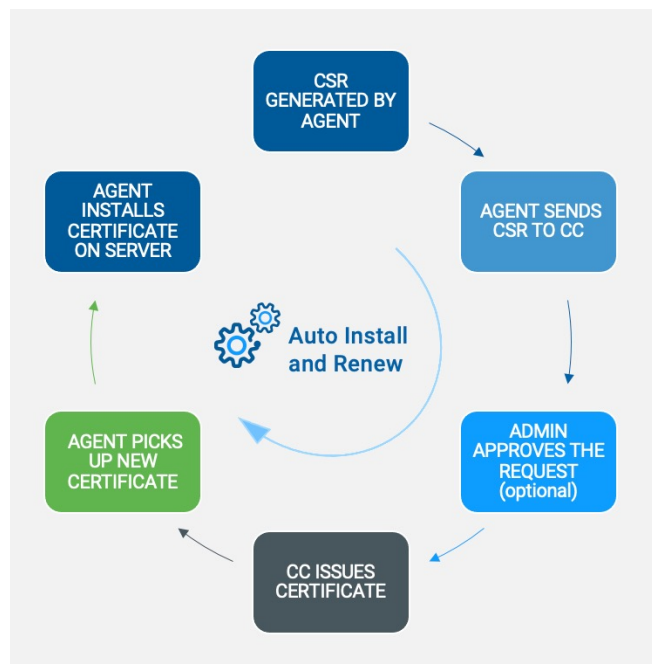 CSR
GENERATED BY
AGENT
AGENT SENDS
CSR TO CC
ADMIN
APPROVES THE
REQUEST
(optional)
CC ISSUES
CERTIFICATE
AGENT PICKS
UP NEW
CERTIFICATE
AGENT
INSTALLS
CERTIFICATE
ON SERVER
Auto Install
and Renew